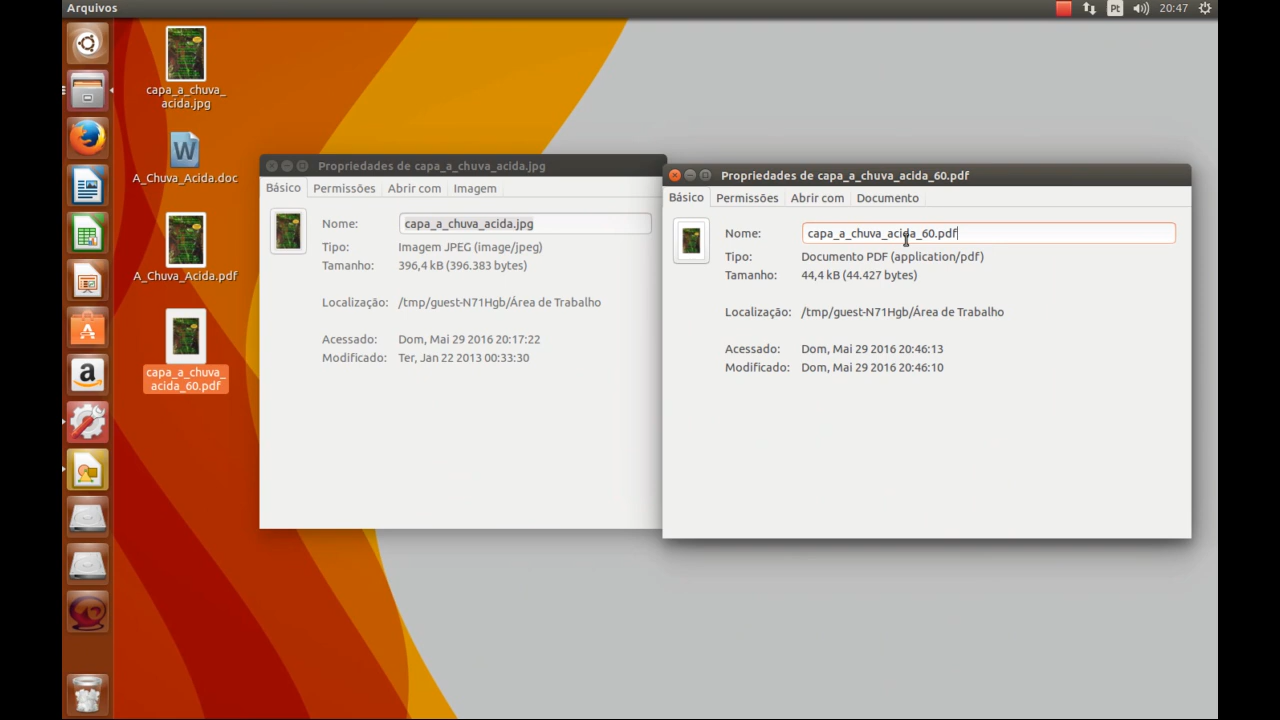 Arquivos
Pt
20:47
capa_a_chuva_
acida.jpg
A_Chuva_Acida.doc
A_Chuva_Acida.pdf
capa_a_chuva_
acida_60.pdf
Propriedades de capa_a_chuva_acida.jpg
Básico Permissões Abrir com Imagem
Nome: capa_a_chuva_acida.jpg
Tipo: Imagem JPEG (image/jpeg)
Tamanho: 396,4 kB (396.383 bytes)
Localização: /tmp/guest-N71Hgb/Área de Trabalho
Acessado: Dom, Mai 29 2016 20:17:22
Modificado: Ter, Jan 22 2013 00:33:30
Propriedades de capa_a_chuva_acida_60.pdf
Básico Permissões Abrir com Documento
Nome: capa_a_chuva_acida_60.pdf
Tipo: Documento PDF (application/pdf)
Tamanho: 44,4 kB (44.427 bytes)
Localização: /tmp/guest-N71Hgb/Área de Trabalho
Acessado: Dom, Mai 29 2016 20:46:13
Modificado: Dom, Mai 29 2016 20:46:10